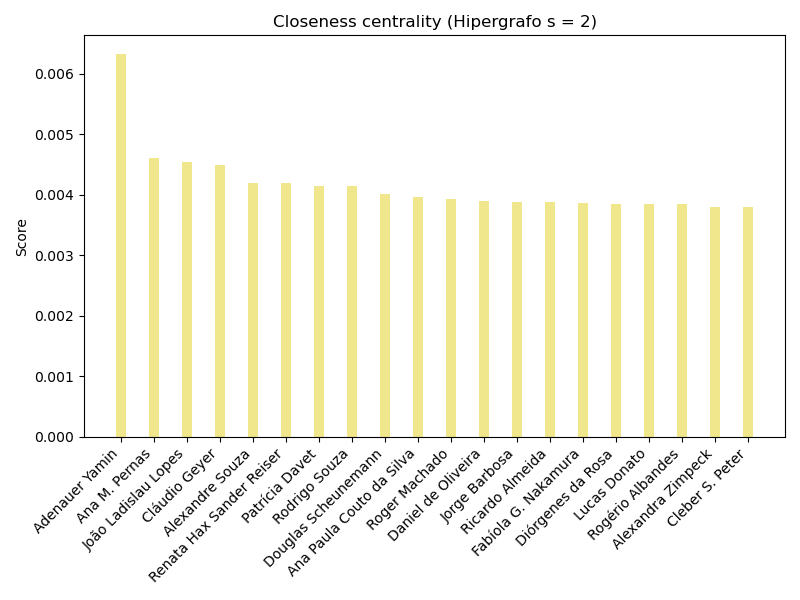 Closeness centrality (Hipergrafo s = 2)
Score
0.006
0.005
0.004
0.003
0.002
0.001
0.000
Adenauer Yamin
Ana M. Pernas
João Ladislau Lopes
Cláudio Geyer
Alexandre Souza
Renata Hax Sander Reiser
Patrícia Davet
Rodrigo Souza
Douglas Scheunemann
Ana Paula Couto da Silva
Roger Machado
Daniel de Oliveira
Jorge Barbosa
Ricardo Almeida
Fabíola G. Nakamura
Diórgenes da Rosa
Lucas Donato
Rogério Albandes
Alexandra Zimpeck
Cleber S. Peter